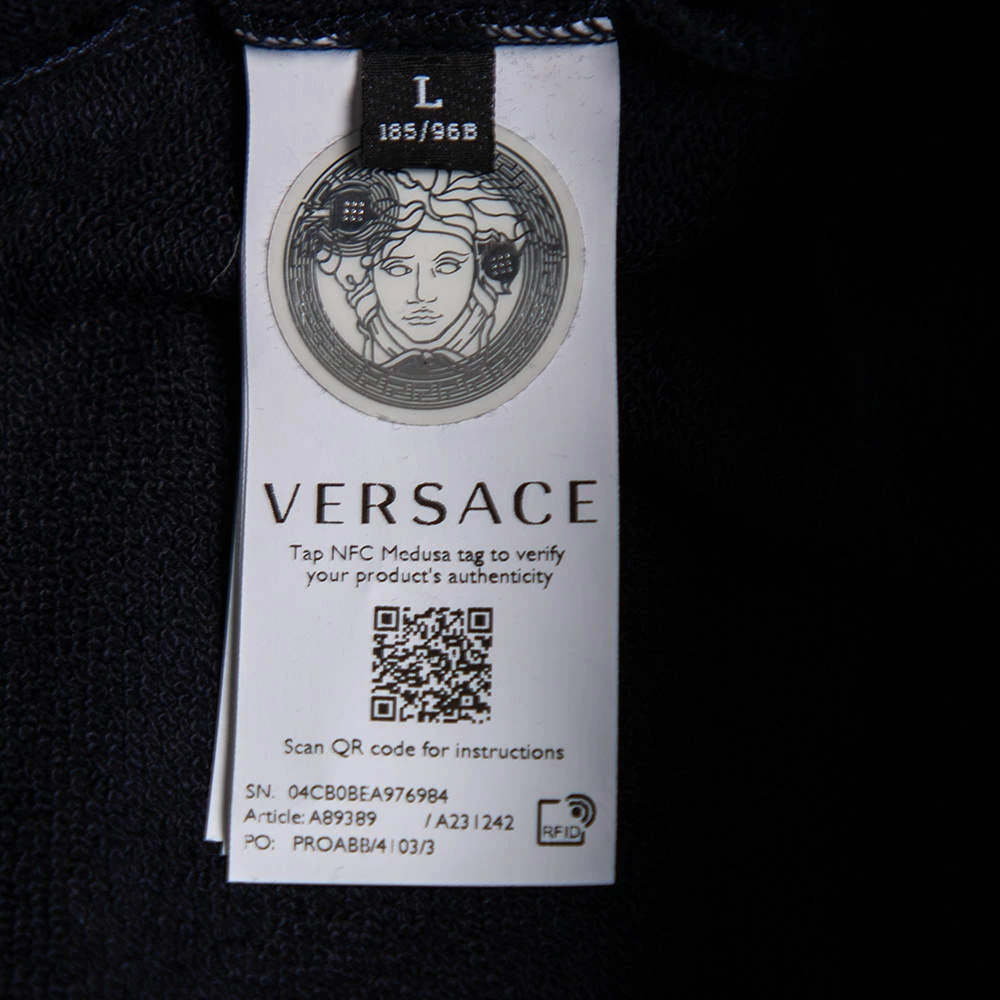 L
185/96B
VERSACE
Tap NFC Medusa tag to verify
your product's authenticity
Scan QR code for instructions
SN. 04CB0BEA976984
Article: A89389 /A231242
PO: PROABB/4103/3
RFID